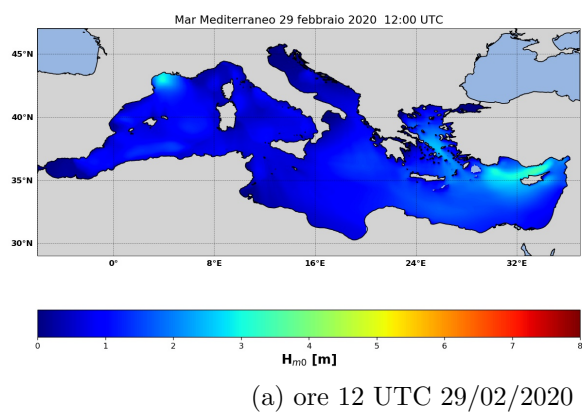 Mar Mediterraneo 29 febbraio 2020 12:00 UTC
45°N
40°N
35°N
30°N
0° 8°E 16°E 24°E 32°E
0 1 2 3 4 5 6 7 8
Hm0 [m]
(a) ore 12 UTC 29/02/2020